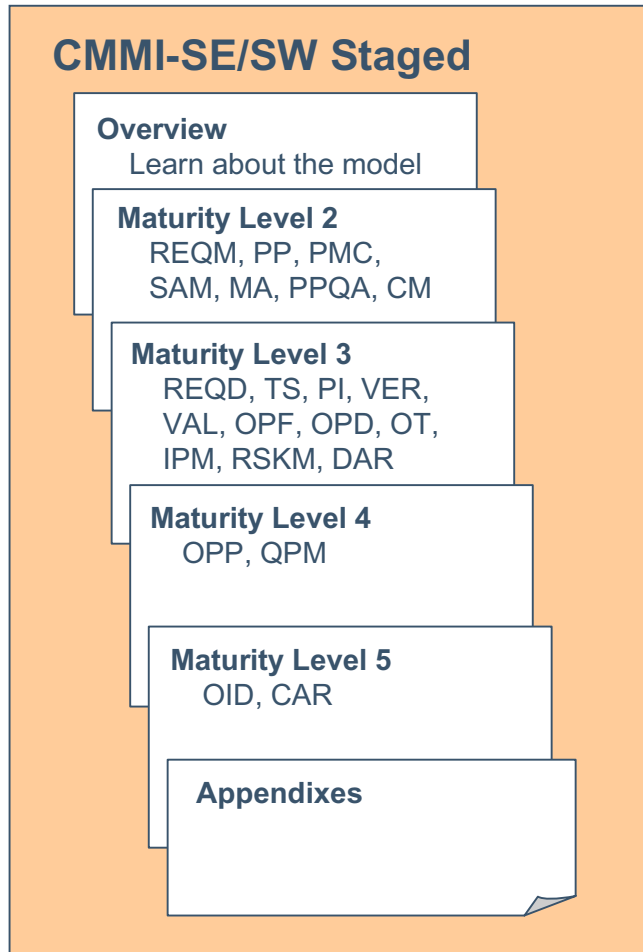 CMMI-SE/SW Staged
Overview
Learn about the model
Maturity Level 2
REQM, PP, PMC,
SAM, MA, PPQA, CM
Maturity Level 3
REQD, TS, PI, VER,
VAL, OPF, OPD, OT,
IPM, RSKM, DAR
Maturity Level 4
OPP, QPM
Maturity Level 5
OID, CAR
Appendixes